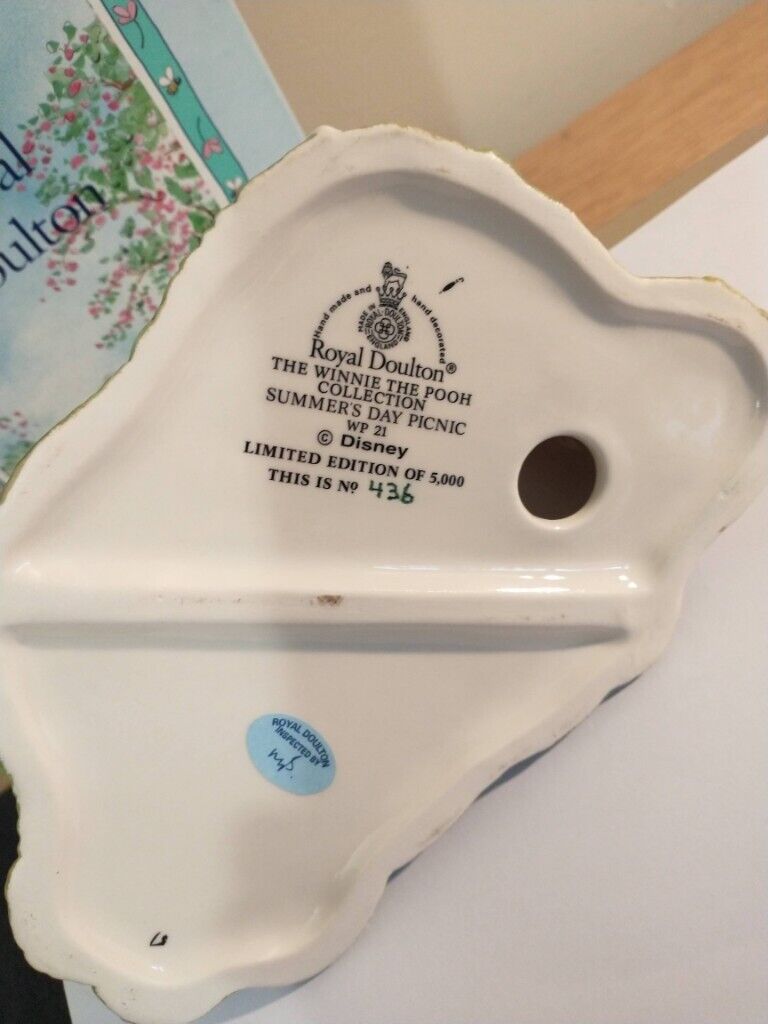 al
oulton
Hand made and hand decorated
MADE IN ENGLAND
ROYAL DOULTON
ENGLAND
Royal Doulton®
THE WINNIE THE POOH
COLLECTION
SUMMER'S DAY PICNIC
WP 21
© Disney
LIMITED EDITION OF 5,000
THIS IS Nº 436
ROYAL DOULTON
INSPECTED BY